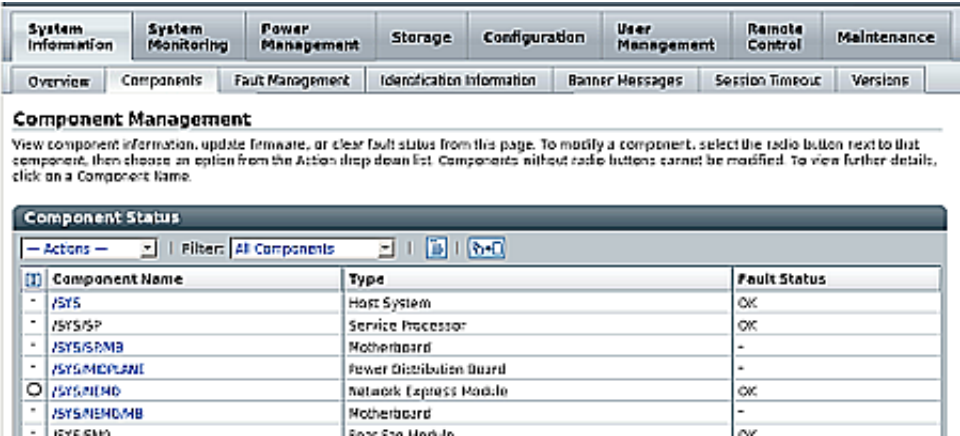 System Information
System Monitoring
Power Management
Storage
Configuration
User Management
Remote Control
Maintenance
Overview
Components
Fault Management
Identification Information
Banner Messages
Session Timeout
Versions
Component Management
View component information, update firmware, or clear fault status from this page. To modify a component, select the radio button next to that
component, then choose an option from the Action drop down list. Components without radio buttons cannot be modified. To view further details,
click on a Component Name.
Component Status
— Actions —
Filter:
All Components
Component Name Type Fault Status
/SYS Host System OK
/SYS/SP Service Processor OK
/SYS/SP/MB Motherboard -
/SYS/MIDPLANE Power Distribution Board -
/SYS/NEM0 Network Express Module OK
/SYS/NEM0/MB Motherboard -
Module OK